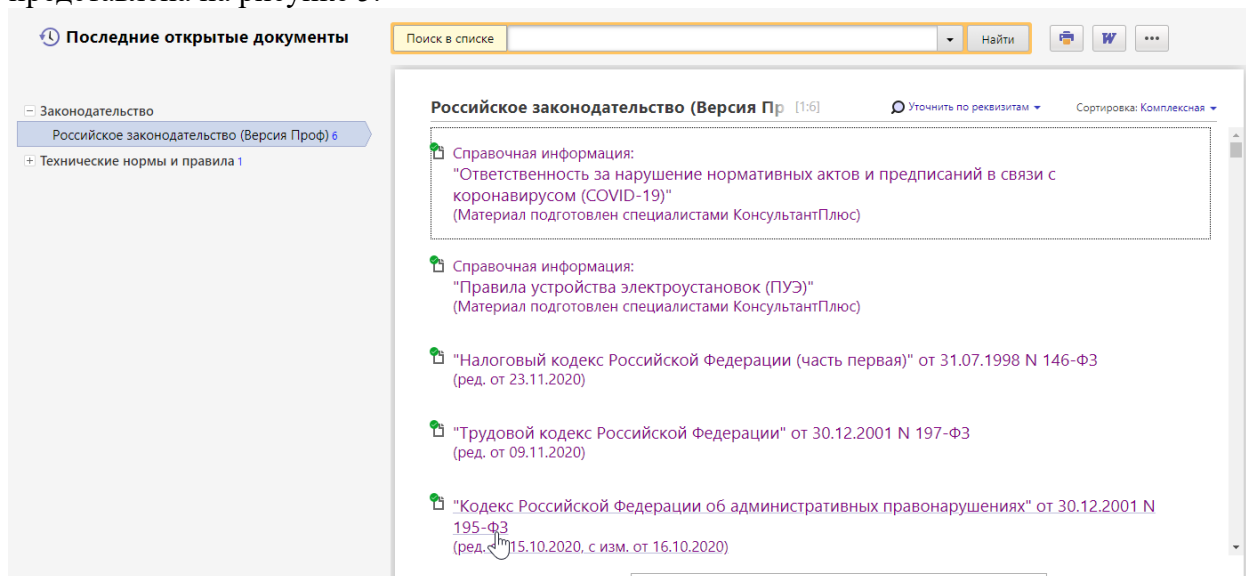 Последние открытые документы
Поиск в списке
Найти
W
Законодательство
Российское законодательство (Версия Проф) 6
Технические нормы и правила 1
Российское законодательство (Версия Пр [1:6]
Уточнить по реквизитам
Сортировка: Комплексная
Справочная информация:
"Ответственность за нарушение нормативных актов и предписаний в связи с
коронавирусом (COVID-19)"
(Материал подготовлен специалистами КонсультантПлюс)
Справочная информация:
"Правила устройства электроустановок (ПУЭ)"
(Материал подготовлен специалистами КонсультантПлюс)
"Налоговый кодекс Российской Федерации (часть первая)" от 31.07.1998 N 146-ФЗ
(ред. от 23.11.2020)
"Трудовой кодекс Российской Федерации" от 30.12.2001 N 197-ФЗ
(ред. от 09.11.2020)
"Кодекс Российской Федерации об административных правонарушениях" от 30.12.2001 N
195-ФЗ
(ред. 15.10.2020, с изм. от 16.10.2020)